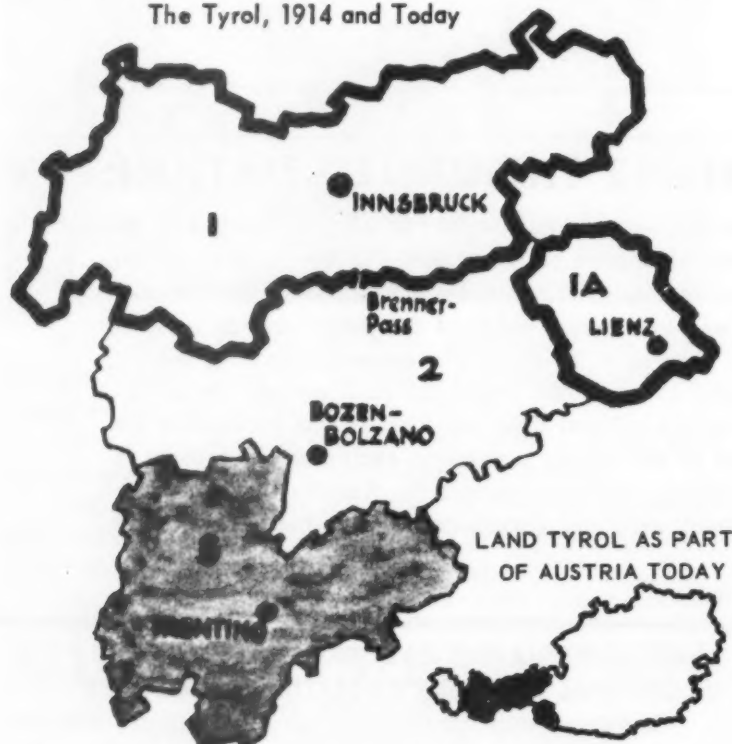 The Tyrol, 1914 and Today
INNSBRUCK
1
Brenner-
Pass
1A
LIENZ
2
BOZEN-
BOLZANO
3
TRENTINO
LAND TYROL AS PART
OF AUSTRIA TODAY